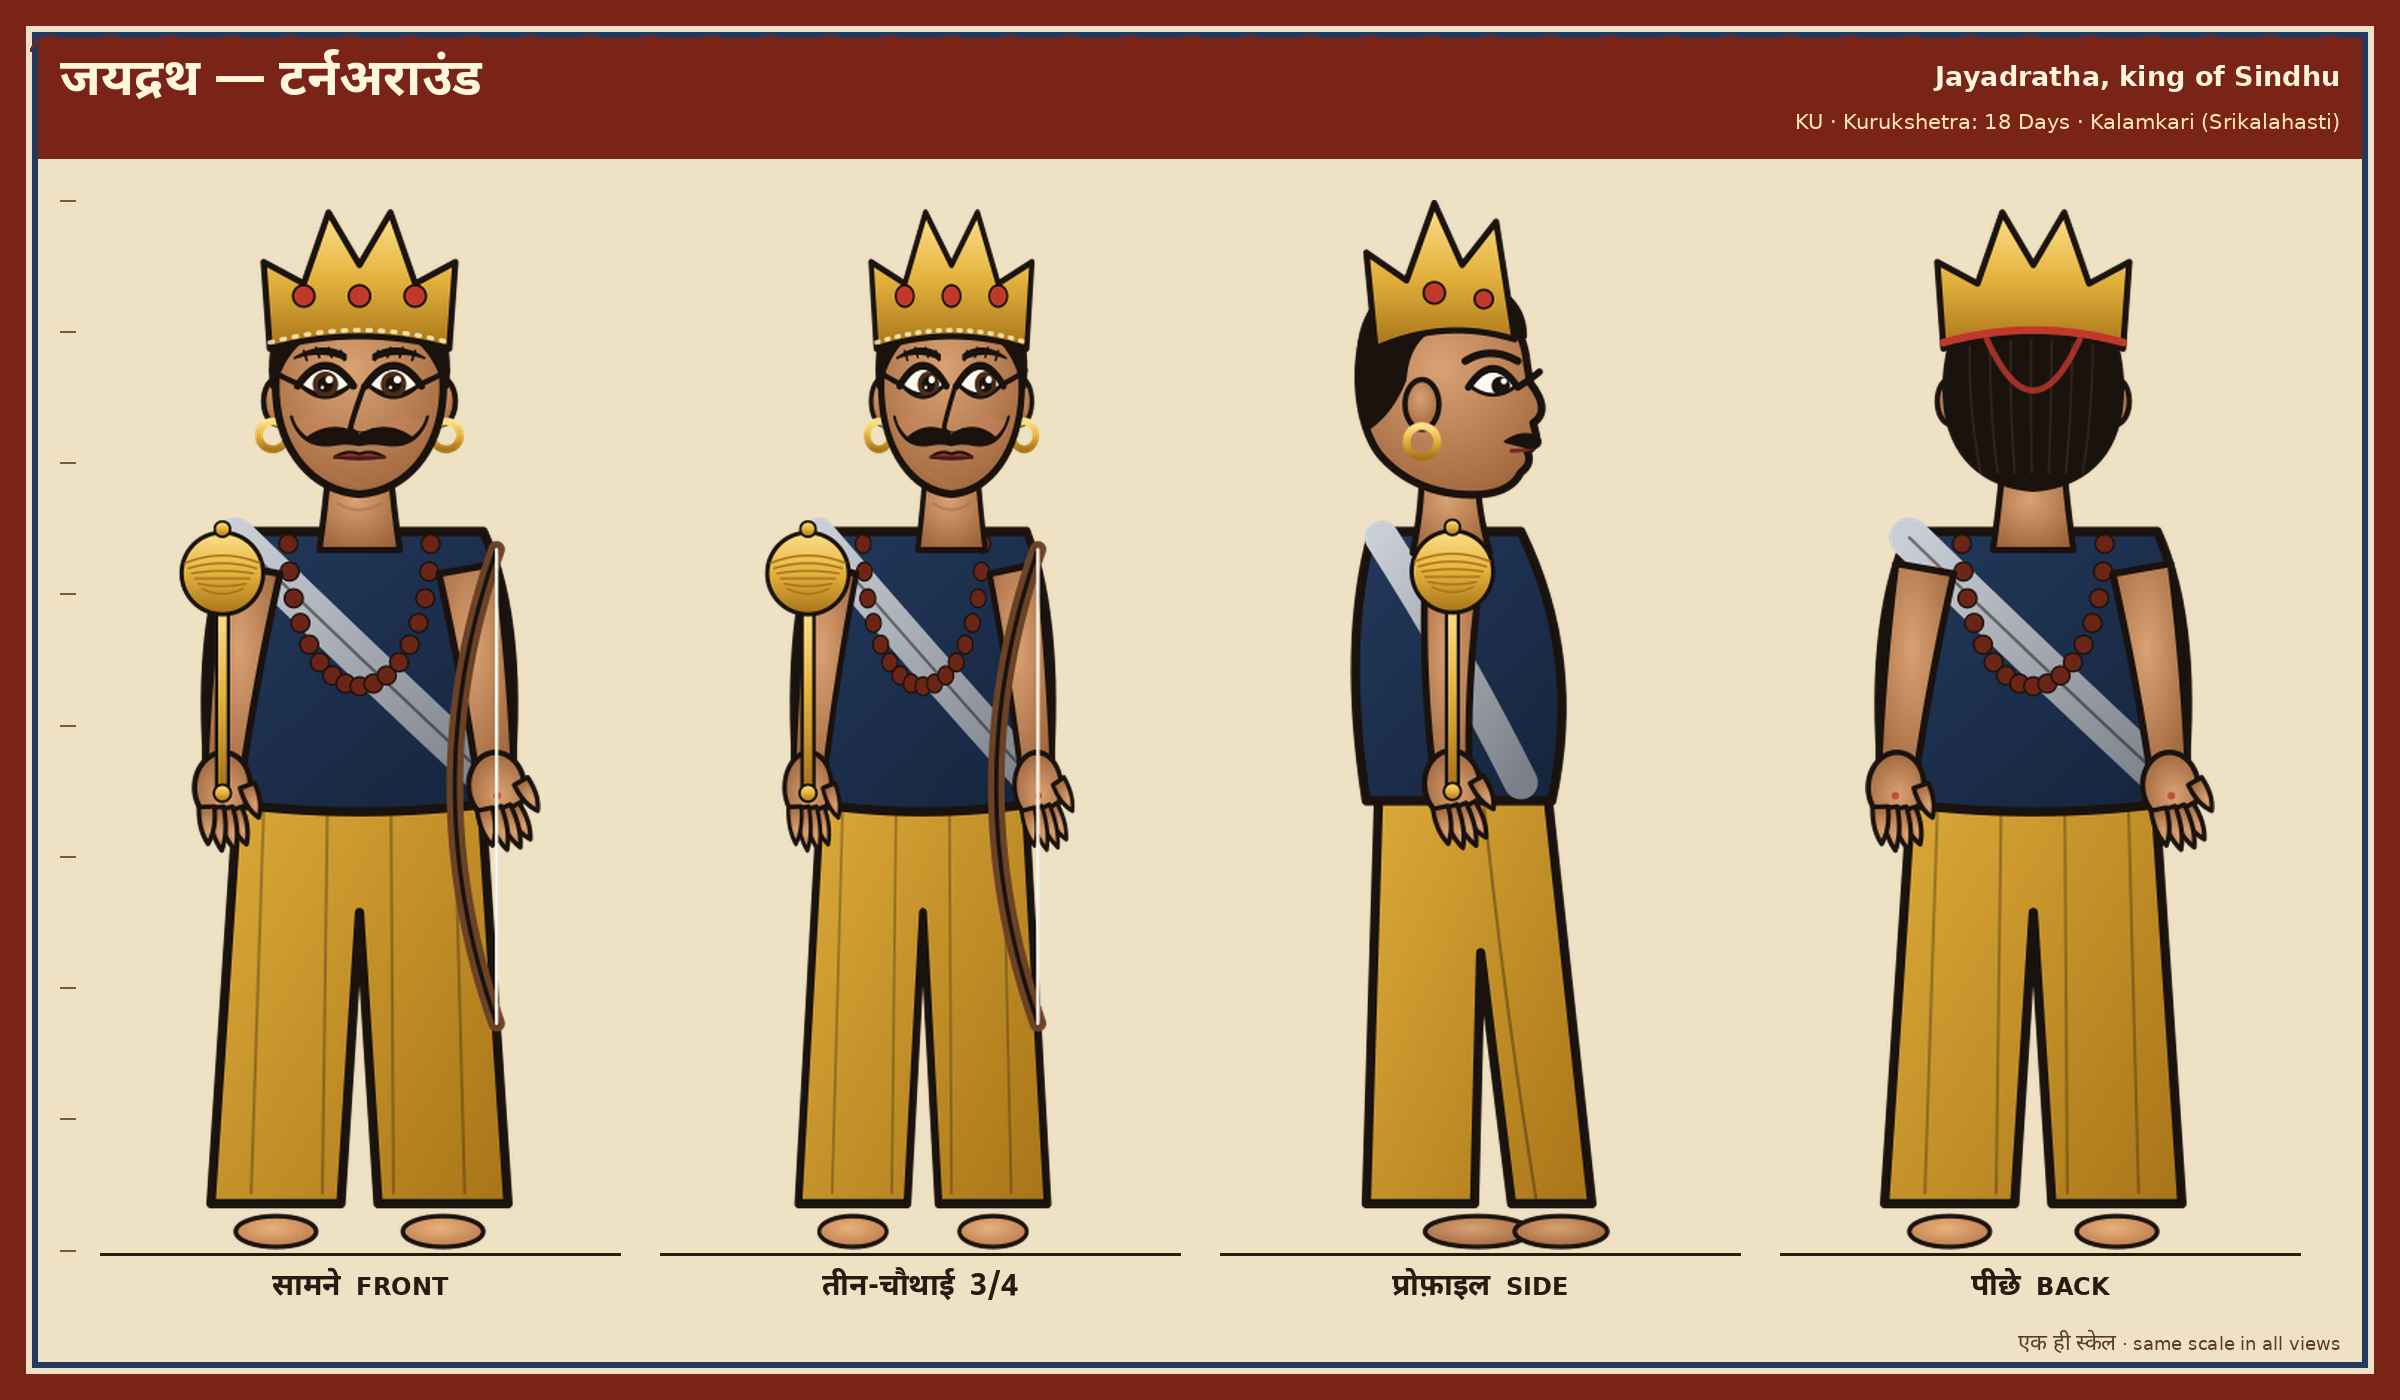 जयद्रथ — टर्नअराउंड
Jayadratha, king of Sindhu
KU · Kurukshetra: 18 Days · Kalamkari (Srikalahasti)
सामने FRONT
तीन-चौथाई 3/4
प्रोफ़ाइल SIDE
पीछे BACK
एक ही स्केल · same scale in all views